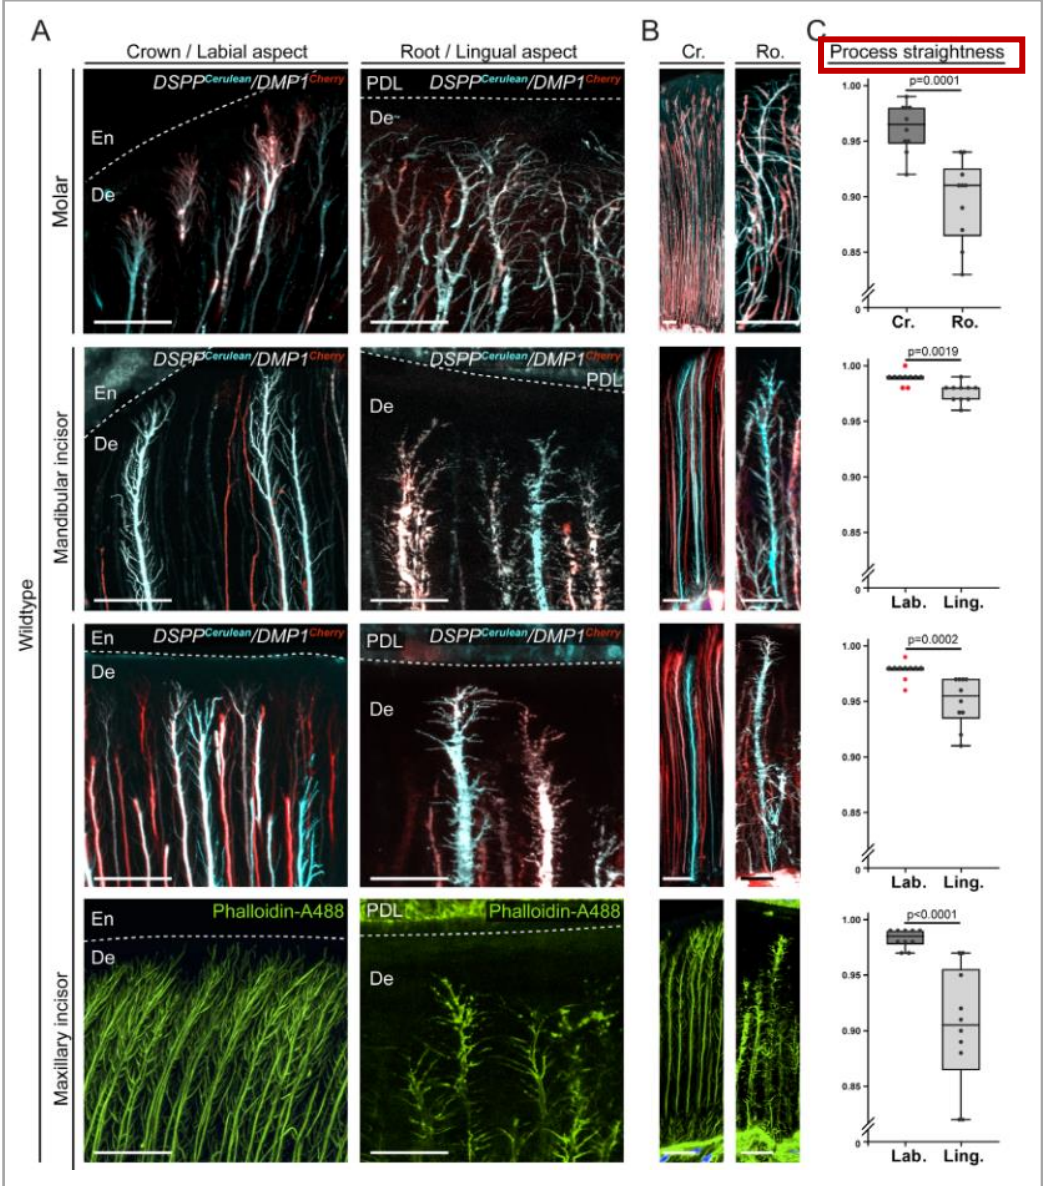 A
B
C
Crown / Labial aspect
Root / Lingual aspect
Cr.
Ro.
Process straightness
Wildtype
Molar
DSPPCerulean/DMP1Cherry
En
De
PDL
DSPPCerulean/DMP1Cherry
De
p=0.0001
1.00
0.95
0.90
0.85
0
Cr.
Ro.
Mandibular incisor
DSPPCerulean/DMP1Cherry
En
De
DSPPCerulean/DMP1Cherry
PDL
De
p=0.0019
1.00
0.95
0.90
0.85
0
Lab.
Ling.
Maxillary incisor
En
DSPPCerulean/DMP1Cherry
De
PDL
DSPPCerulean/DMP1Cherry
De
p=0.0002
1.00
0.95
0.90
0.85
0
Lab.
Ling.
En
Phalloidin-A488
De
PDL
Phalloidin-A488
De
p<0.0001
1.00
0.95
0.90
0.85
0
Lab.
Ling.